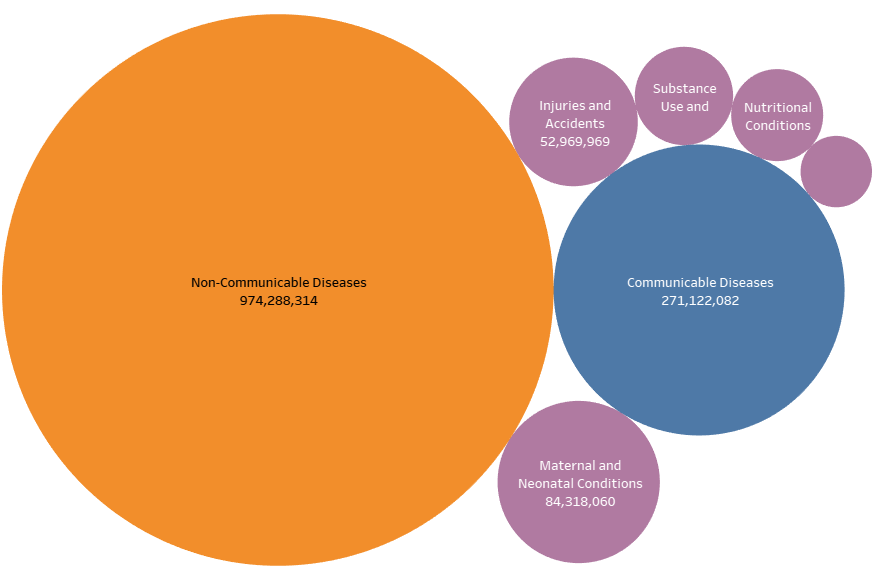 Non-Communicable Diseases
974,288,314
Injuries and
Accidents
52,969,969
Substance
Use and
Nutritional
Conditions
Communicable Diseases
271,122,082
Maternal and
Neonatal Conditions
84,318,060